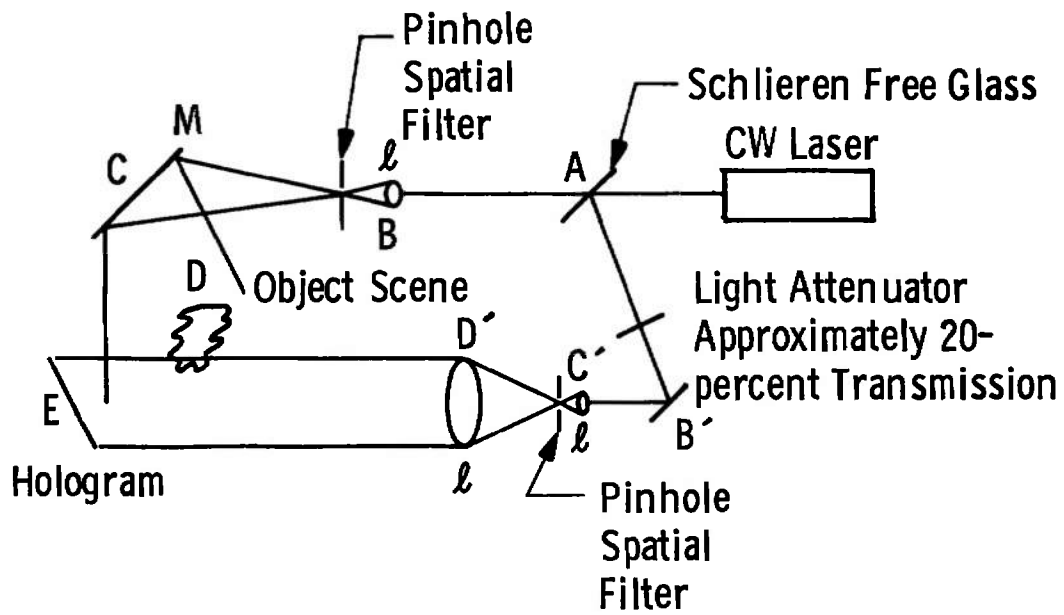 Pinhole
Spatial
Filter
Schlieren Free Glass
CW Laser
M
C
ℓ
A
B
D
Object Scene
Light Attenuator
Approximately 20-
percent Transmission
D′
C′
E
ℓ
B′
ℓ
Hologram
Pinhole
Spatial
Filter